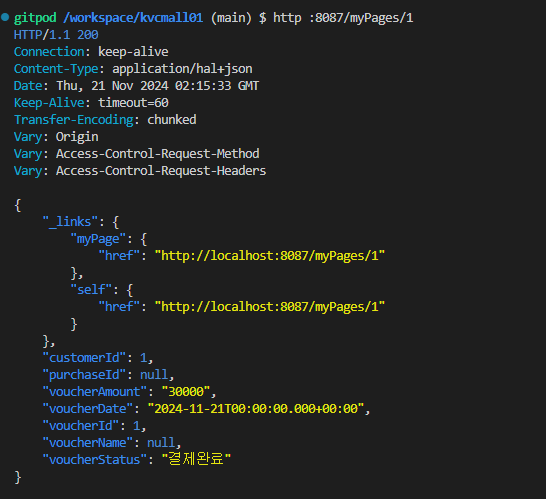 gitpod /workspace/kvcmall01 (main) $ http :8087/myPages/1
HTTP/1.1 200
Connection: keep-alive
Content-Type: application/hal+json
Date: Thu, 21 Nov 2024 02:15:33 GMT
Keep-Alive: timeout=60
Transfer-Encoding: chunked
Vary: Origin
Vary: Access-Control-Request-Method
Vary: Access-Control-Request-Headers

{
    "_links": {
        "myPage": {
            "href": "http://localhost:8087/myPages/1"
        },
        "self": {
            "href": "http://localhost:8087/myPages/1"
        }
    },
    "customerId": 1,
    "purchaseId": null,
    "voucherAmount": "30000",
    "voucherDate": "2024-11-21T00:00:00.000+00:00",
    "voucherId": 1,
    "voucherName": null,
    "voucherStatus": "결제완료"
}